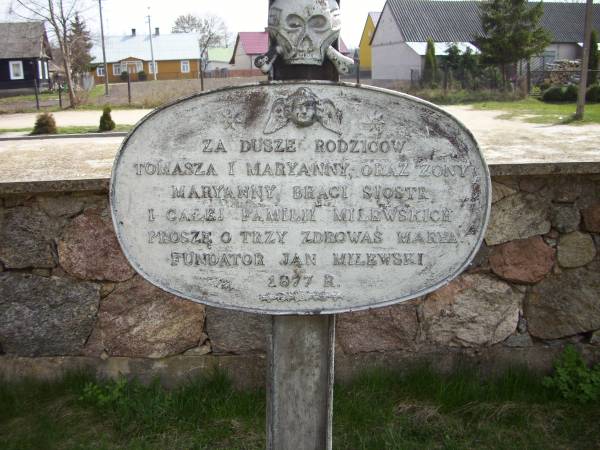 ZA DUSZE RODZICÓW
TOMASZA I MARYANNY, ORAZ ŻONY
MARYANNY, BRACI SIOSTR
I CAŁEJ FAMILII MILEWSKICH
PROSZĘ O TRZY ZDROWAŚ MARYA
FUNDATOR JAN MILEWSKI
1877 R.